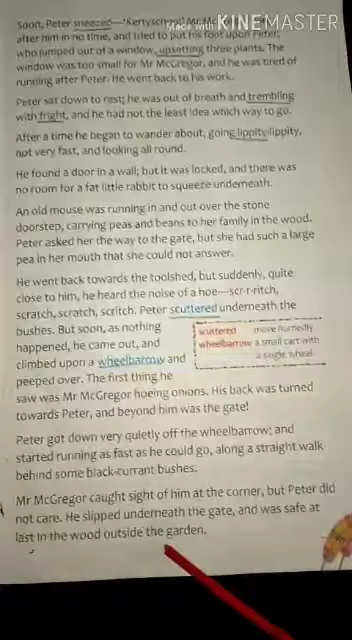 Made with KINEMASTER
Soon, Peter sneezed—'Kertyschoo!' Mr McGregor was
after him in no time, and tried to put his foot upon Peter,
who jumped out of a window, upsetting three plants. The
window was too small for Mr McGregor, and he was tired of
running after Peter. He went back to his work.
Peter sat down to rest; he was out of breath and trembling
with fright, and he had not the least idea which way to go.
After a time he began to wander about, going lippity-lippity,
not very fast, and looking all round.
He found a door in a wall; but it was locked, and there was
no room for a fat little rabbit to squeeze underneath.
An old mouse was running in and out over the stone
doorstep, carrying peas and beans to her family in the wood.
Peter asked her the way to the gate, but she had such a large
pea in her mouth that she could not answer.
He went back towards the toolshed, but suddenly, quite
close to him, he heard the noise of a hoe—scr-r-ritch,
scratch, scratch, scritch. Peter scuttered underneath the
bushes. But soon, as nothing
happened, he came out, and
climbed upon a wheelbarrow and
peeped over. The first thing he
scuttered move hurriedly
wheelbarrow a small cart with
a single wheel
saw was Mr McGregor hoeing onions. His back was turned
towards Peter, and beyond him was the gate!
Peter got down very quietly off the wheelbarrow; and
started running as fast as he could go, along a straight walk
behind some black-currant bushes.
Mr McGregor caught sight of him at the corner, but Peter did
not care. He slipped underneath the gate, and was safe at
last in the wood outside the garden.